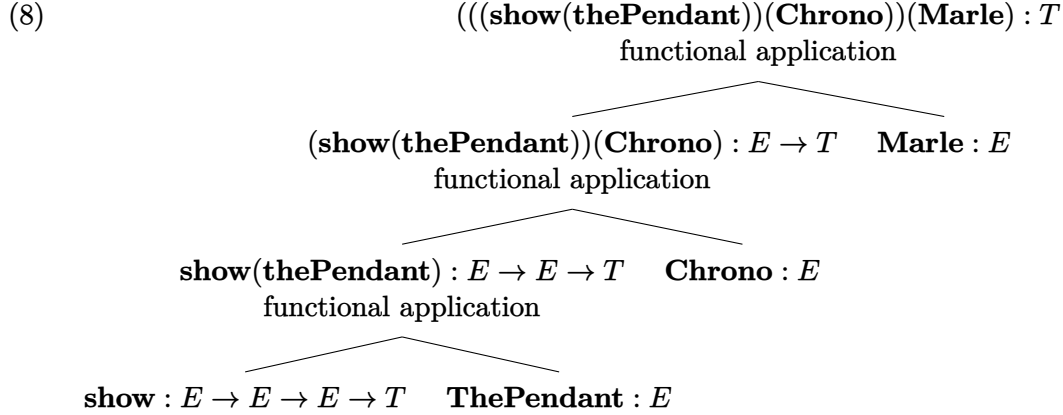 (8) (((show(thePendant))(Chrono))(Marle) : T
functional application
(show(thePendant))(Chrono) : E → T Marle : E
functional application
show(thePendant) : E → E → T Chrono : E
functional application
show : E → E → E → T ThePendant : E